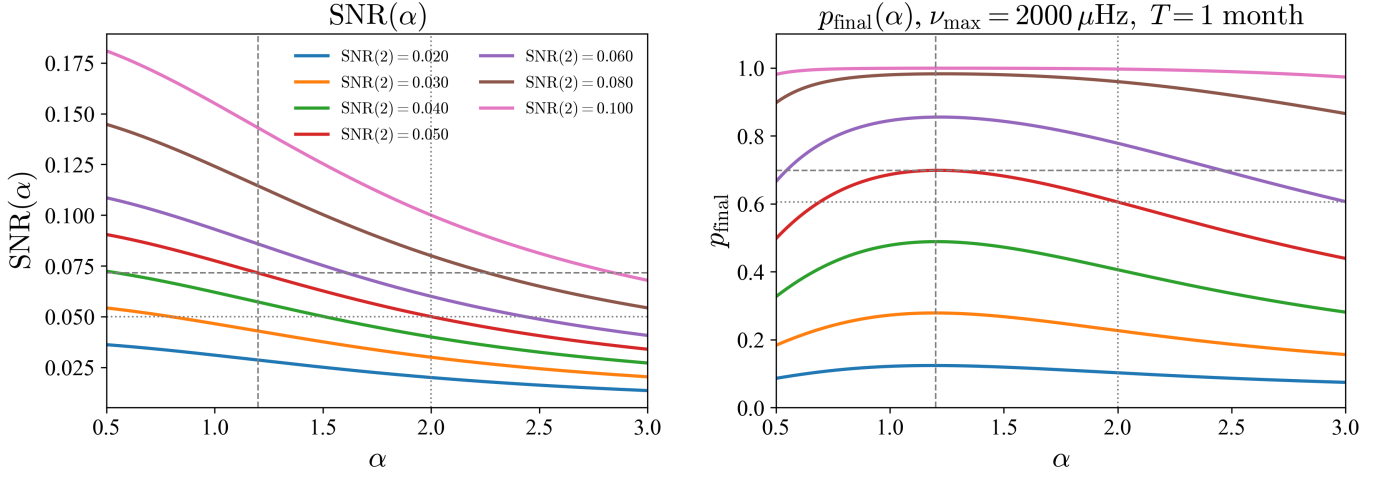 SNR(α)
SNR(α)
0.175
0.150
0.125
0.100
0.075
0.050
0.025
SNR(2) = 0.020
SNR(2) = 0.030
SNR(2) = 0.040
SNR(2) = 0.050
SNR(2) = 0.060
SNR(2) = 0.080
SNR(2) = 0.100
0.5 1.0 1.5 2.0 2.5 3.0
α
p_final(α), ν_max = 2000 μHz, T = 1 month
p_final
1.0
0.8
0.6
0.4
0.2
0.0
0.5 1.0 1.5 2.0 2.5 3.0
α